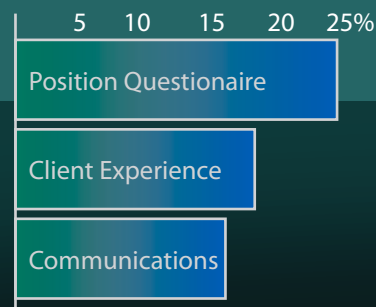 5 10 15 20 25%
Position Questionaire
Client Experience
Communications